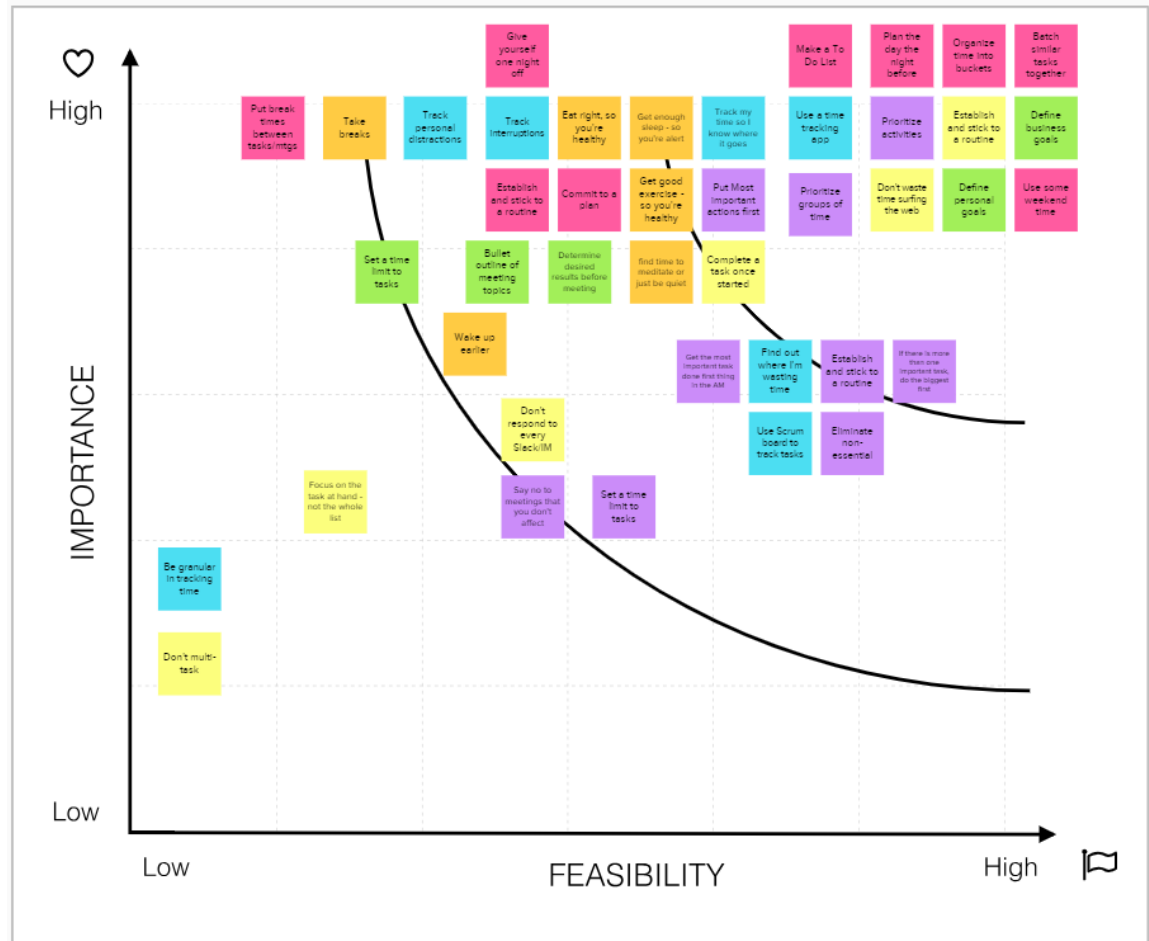 Give
yourself
one night
off
Make a To
Do List
Plan the
day the
night
before
Organize
time into
buckets
Batch
similar
tasks
together
High
Put break
times
between
tasks/mtgs
Take
breaks
Track
personal
distractions
Track
interruptions
Eat right, so
you're
healthy
Get enough
sleep - so
you're alert
Track my
time so I
know where
it goes
Use a time
tracking
app
Prioritize
activities
Establish
and stick to
a routine
Define
business
goals
Establish
and stick to
a routine
Commit to a
plan
Get good
exercise -
so you're
healthy
Put Most
important
actions first
Prioritize
groups of
time
Don't waste
time surfing
the web
Define
personal
goals
Use some
weekend
time
Set a time
limit to
tasks
Bullet
outline of
meeting
topics
Determine
desired
results before
meeting
find time to
meditate or
just be quiet
Complete a
task once
started
Wake up
earlier
Get the most
important task
done first thing
in the AM
Find out
where I'm
wasting
time
Establish
and stick to
a routine
If there is more
then one
important task,
do the biggest
first
Don't
respond to
every
Slack/IM
Use Scrum
board to
track tasks
Eliminate
non-
essential
IMPORTANCE
Focus on the
task at hand -
not the whole
list
Say no to
meetings that
you don't
affect
Set a time
limit to
tasks
Be granular
in tracking
time
Don't multi-
task
Low
Low
FEASIBILITY
High